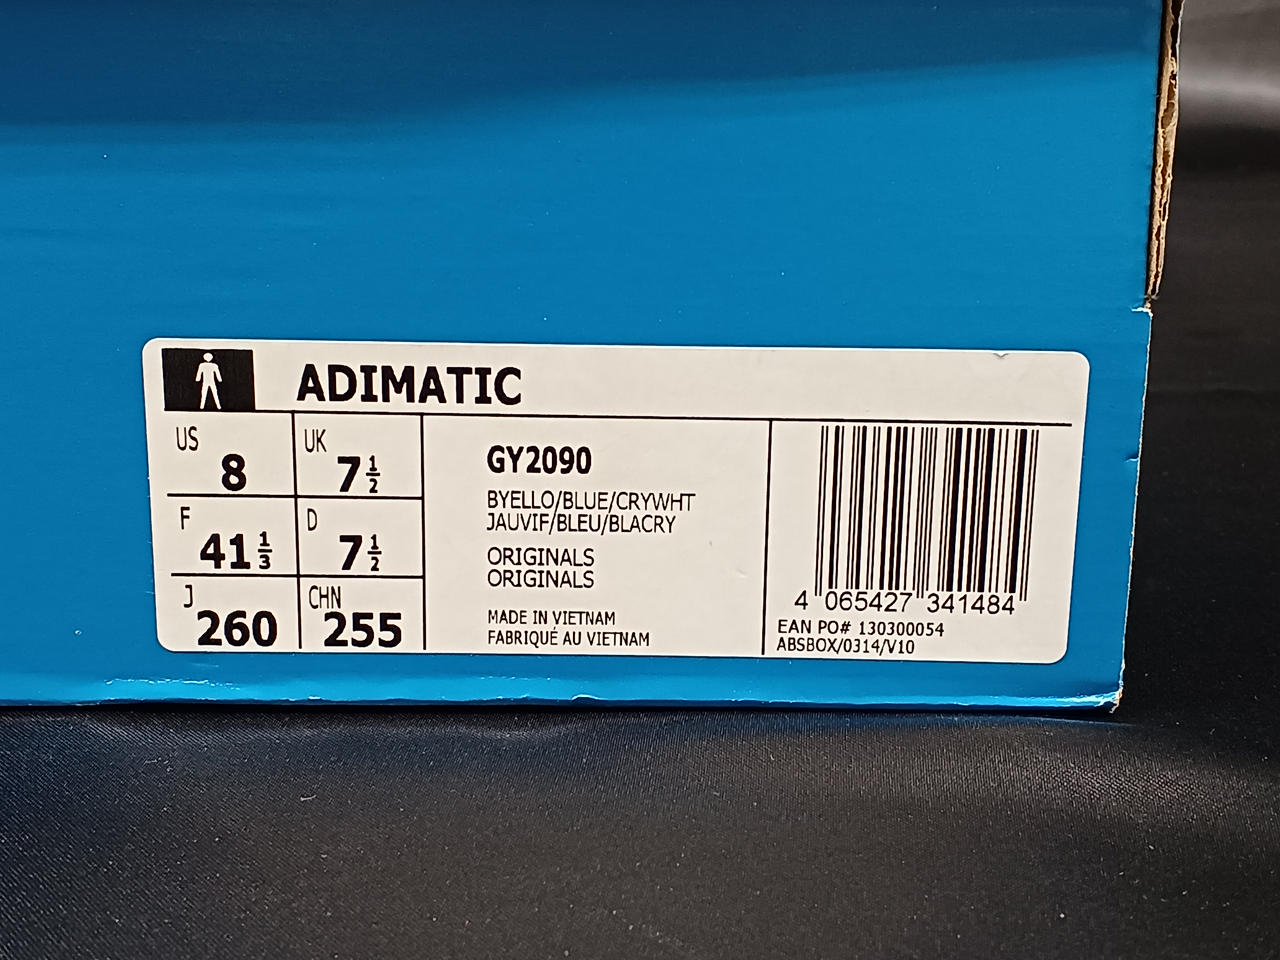 ADIMATIC
US 8
UK 7 1/2
F 41 1/3
D 7 1/2
J 260
CHN 255
GY2090
BYELLO/BLUE/CRYWHT
JAUVIF/BLEU/BLACRY
ORIGINALS
ORIGINALS
MADE IN VIETNAM
FABRIQUÉ AU VIETNAM
4 065427 341484
EAN PO# 130300054
ABSBOX/0314/V10